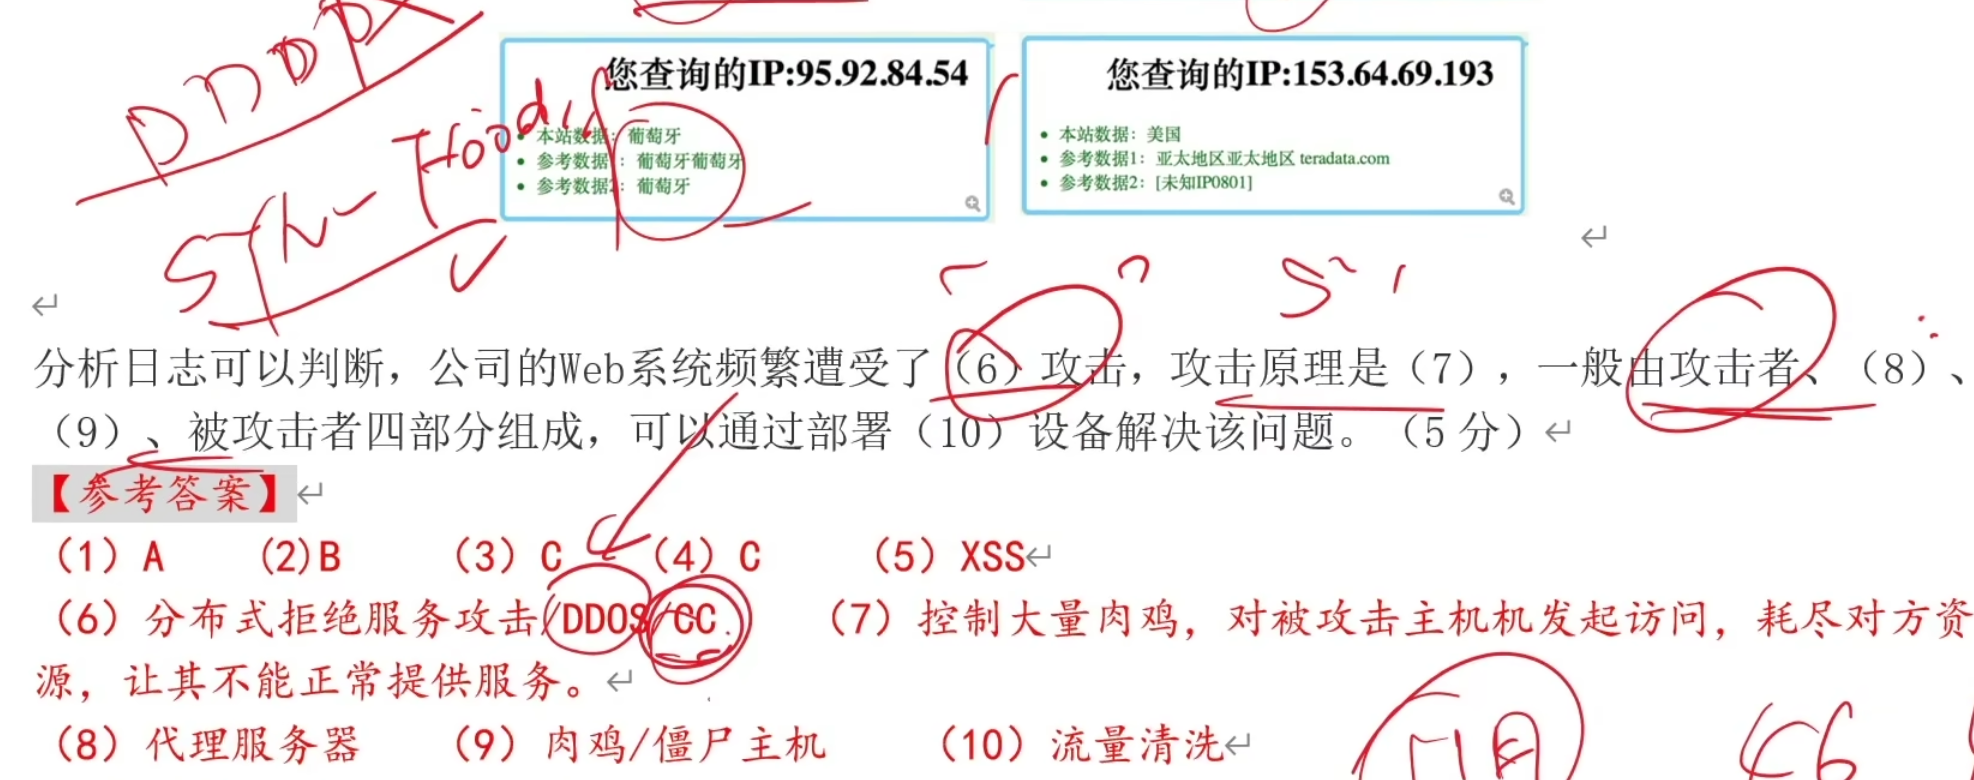 您查询的IP:95.92.84.54
本站数据：葡萄牙
参考数据1：葡萄牙葡萄牙
参考数据2：葡萄牙
您查询的IP:153.64.69.193
本站数据：美国
参考数据1：亚太地区亚太地区 teradata.com
参考数据2：[未知IP0801]
分析日志可以判断，公司的Web系统频繁遭受了（6）攻击，攻击原理是（7），一般由攻击者、（8）、
（9）、被攻击者四部分组成，可以通过部署（10）设备解决该问题。（5分）
【参考答案】
（1）A （2)B （3）C （4）C （5）XSS
（6）分布式拒绝服务攻击/DDOS/CC （7）控制大量肉鸡，对被攻击主机机发起访问，耗尽对方资
源，让其不能正常提供服务。
（8）代理服务器 （9）肉鸡/僵尸主机 （10）流量清洗